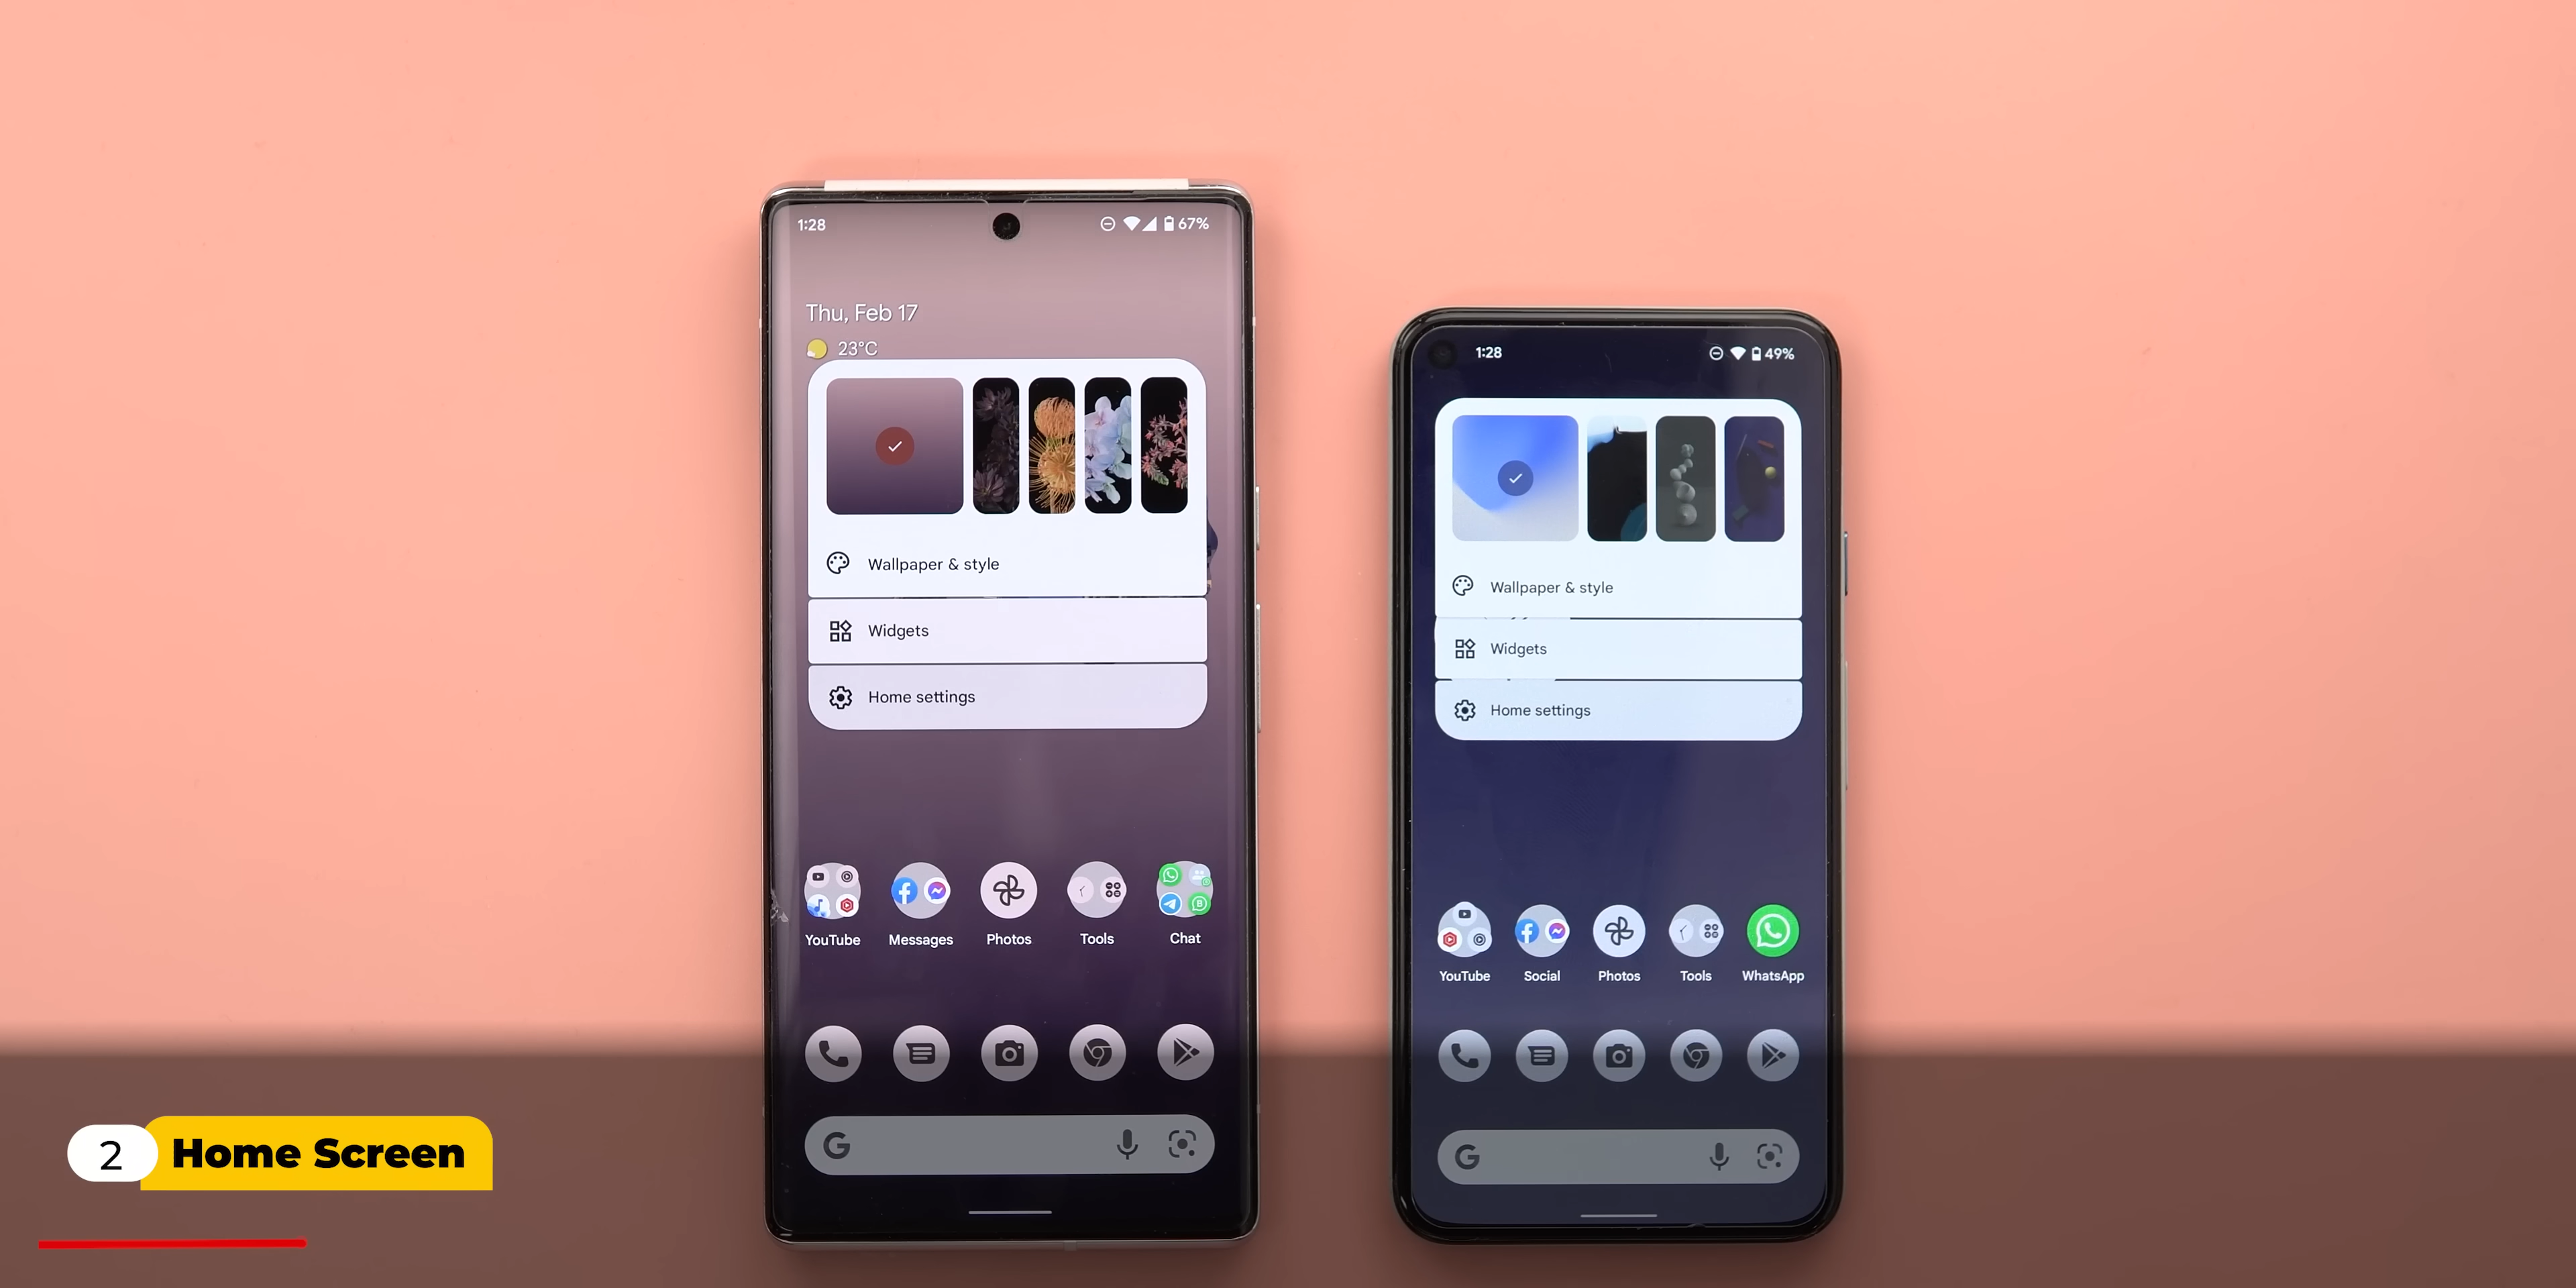 1:28
67%
Thu, Feb 17
23°C
Wallpaper & style
Widgets
Home settings
YouTube
Messages
Photos
Tools
Chat
G
1:28
49%
Wallpaper & style
Widgets
Home settings
YouTube
Social
Photos
Tools
WhatsApp
G
2 Home Screen